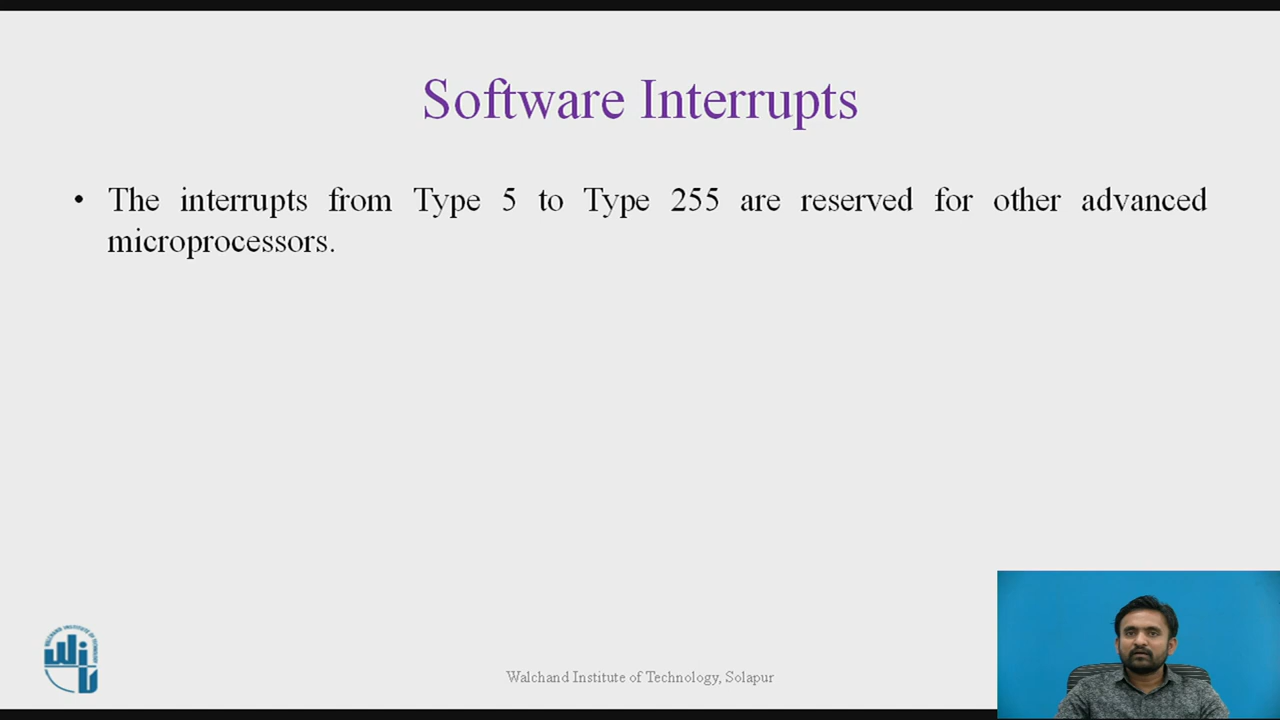 Software Interrupts
• The interrupts from Type 5 to Type 255 are reserved for other advanced
microprocessors.
Walchand Institute of Technology, Solapur